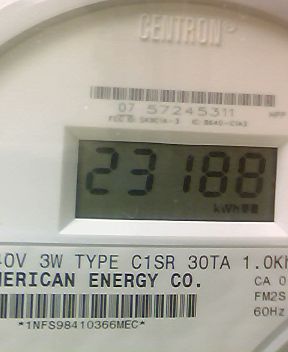 CENTRON®
07 57245311
23188
kWh
40V 3W TYPE C1SR 30TA 1.0Kh
MERICAN ENERGY CO.
CA 0
FM2S
60Hz
*1NFS98410366MEC*